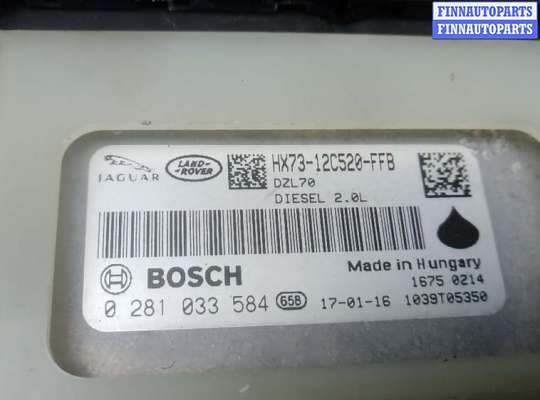 FINNAUTOPARTS
FINNAUTOPARTS
JAGUAR
LAND-
-ROVER
HX73-12C520-FFB
DZL70
DIESEL 2.0L
BOSCH
Made in Hungary
1675 0214
0 281 033 584 65B 17-01-16 1039T05350